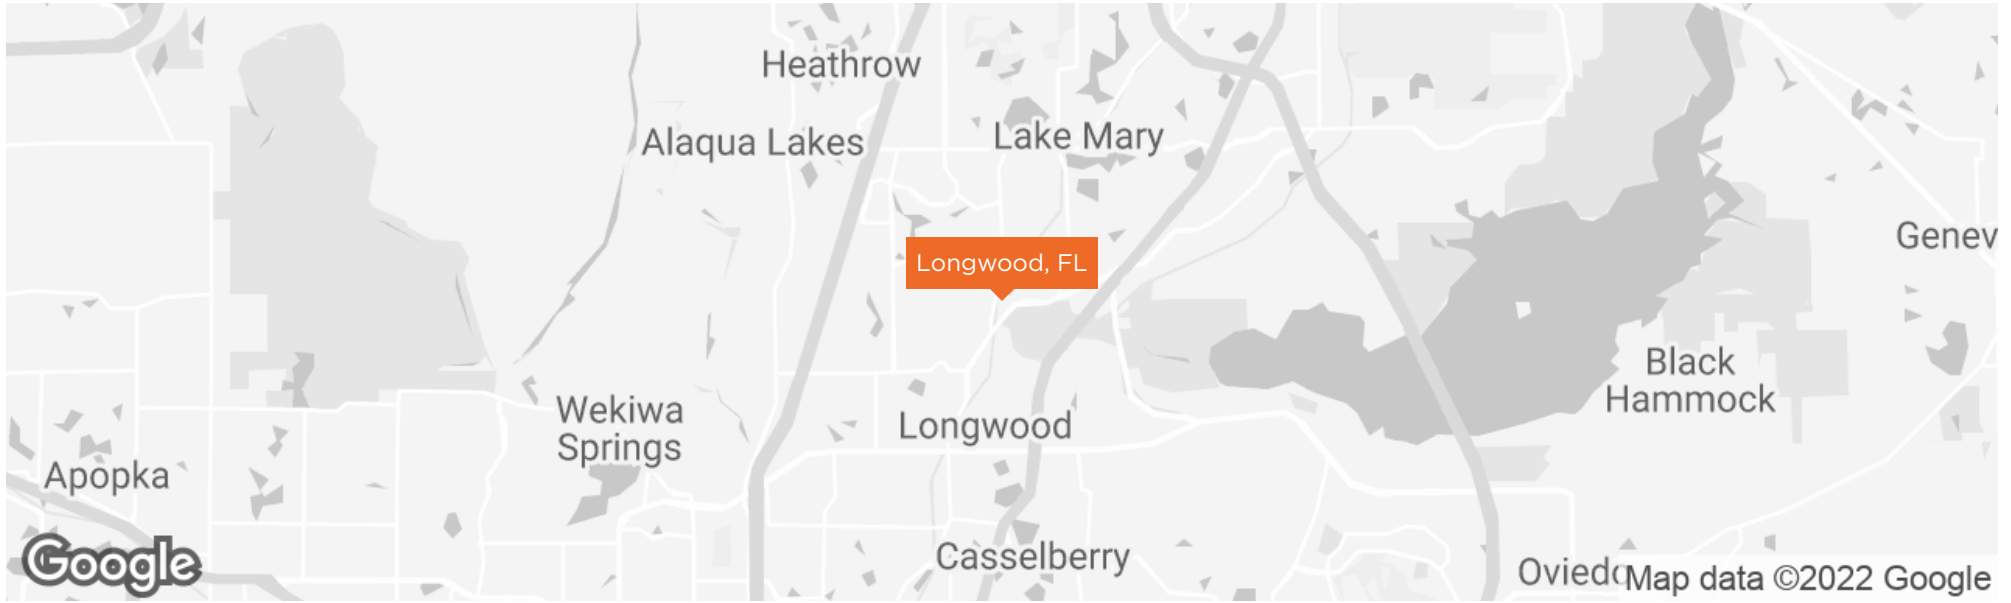 Heathrow
Lake Mary
Alaqua Lakes
Genev
Longwood, FL
Black
Hammock
Wekiwa
Springs
Longwood
Apopka
Casselberry
Google
Oviedo
Map data ©2022 Google